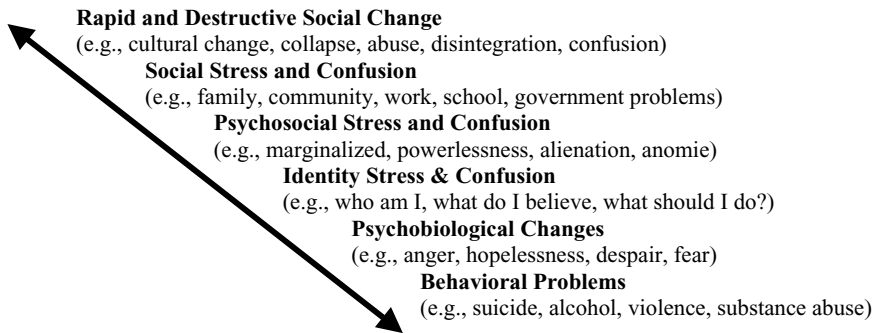 Rapid and Destructive Social Change
(e.g., cultural change, collapse, abuse, disintegration, confusion)
Social Stress and Confusion
(e.g., family, community, work, school, government problems)
Psychosocial Stress and Confusion
(e.g., marginalized, powerlessness, alienation, anomie)
Identity Stress & Confusion
(e.g., who am I, what do I believe, what should I do?)
Psychobiological Changes
(e.g., anger, hopelessness, despair, fear)
Behavioral Problems
(e.g., suicide, alcohol, violence, substance abuse)